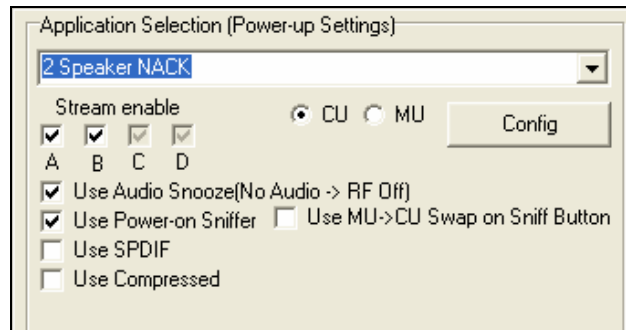 Application Selection (Power-up Settings)
2 Speaker NACK
Stream enable
CU MU
Config
A B C D
Use Audio Snooze(No Audio -> RF Off)
Use Power-on Sniffer Use MU->CU Swap on Sniff Button
Use SPDIF
Use Compressed